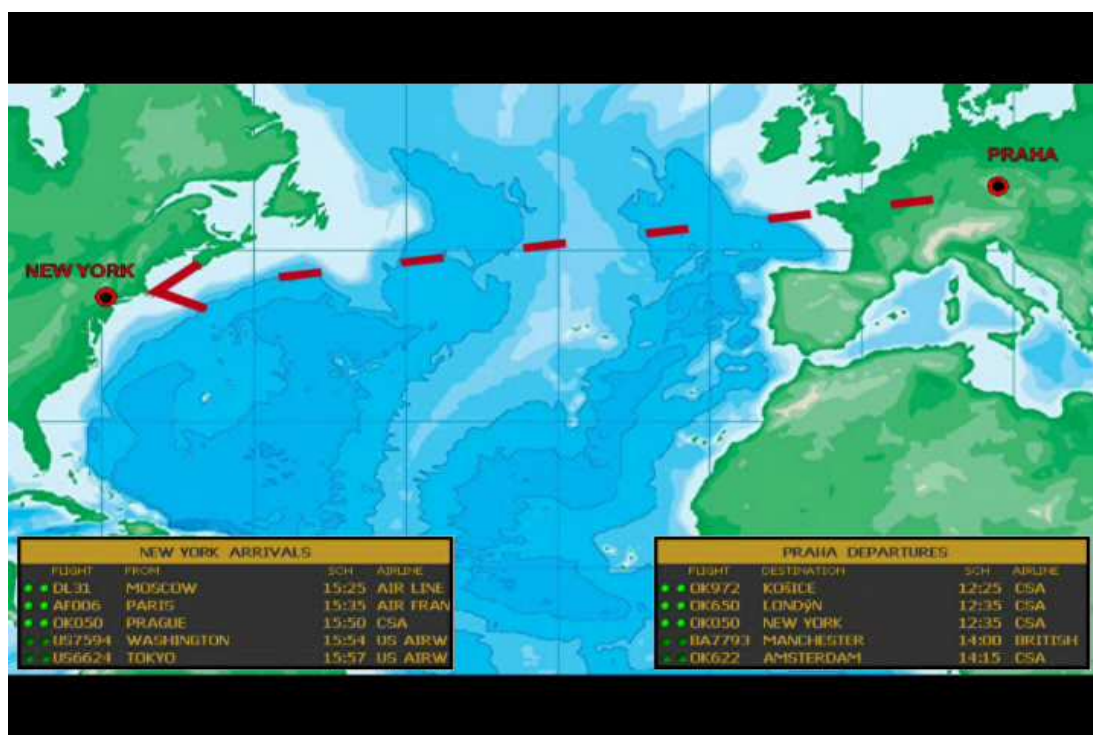 PRAHA
NEW YORK
NEW YORK ARRIVALS
FLIGHT FROM SCH AIRLINE
DL31 MOSCOW 15:25 AIR LINE
AF006 PARIS 15:35 AIR FRAN
OK050 PRAGUE 15:50 CSA
US7594 WASHINGTON 15:54 US AIRW
US6624 TOKYO 15:57 US AIRW
PRAHA DEPARTURES
FLIGHT DESTINATION SCH AIRLINE
OK972 KOŠICE 12:25 CSA
OK650 LONDýN 12:35 CSA
OK050 NEW YORK 12:35 CSA
BA7793 MANCHESTER 14:00 BRITISH
OK622 AMSTERDAM 14:15 CSA